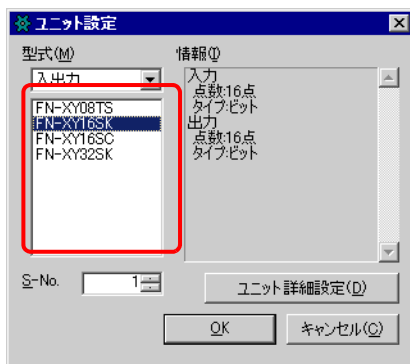 ユニット設定
型式(M)
情報(I)
入出力
FN-XY08TS
FN-XY16SK
FN-XY16SC
FN-XY32SK
入力
点数:16点
タイプ:ビット
出力
点数:16点
タイプ:ビット
S-No.
1
ユニット詳細設定(D)
OK
キャンセル(C)